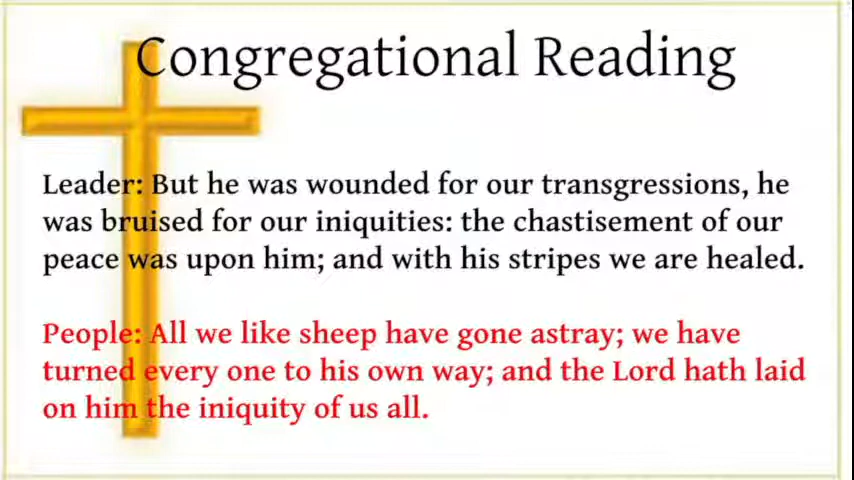 Congregational Reading
Leader: But he was wounded for our transgressions, he
was bruised for our iniquities: the chastisement of our
peace was upon him; and with his stripes we are healed.
People: All we like sheep have gone astray; we have
turned every one to his own way; and the Lord hath laid
on him the iniquity of us all.